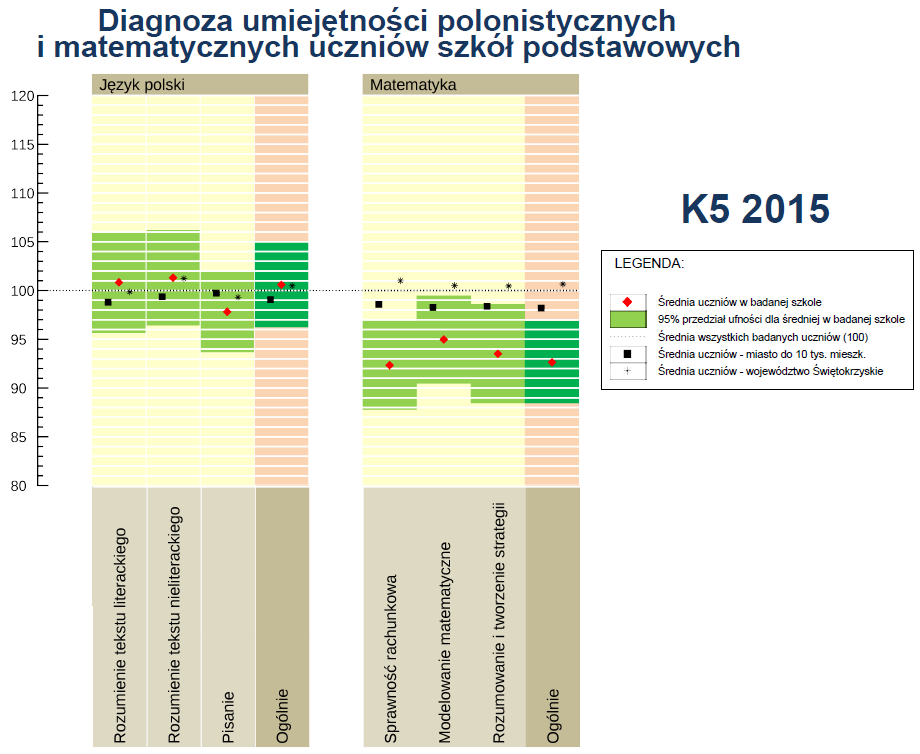 Diagnoza umiejętności polonistycznych
i matematycznych uczniów szkół podstawowych
Język polski
Matematyka
120
115
110
105
100
95
90
85
80
K5 2015
LEGENDA:
Średnia uczniów w badanej szkole
95% przedział ufności dla średniej w badanej szkole
Średnia wszystkich badanych uczniów (100)
Średnia uczniów - miasto do 10 tys. mieszk.
Średnia uczniów - województwo Świętokrzyskie
Rozumienie tekstu literackiego
Rozumienie tekstu nieliterackiego
Pisanie
Ogólnie
Sprawność rachunkowa
Modelowanie matematyczne
Rozumowanie i tworzenie strategii
Ogólnie